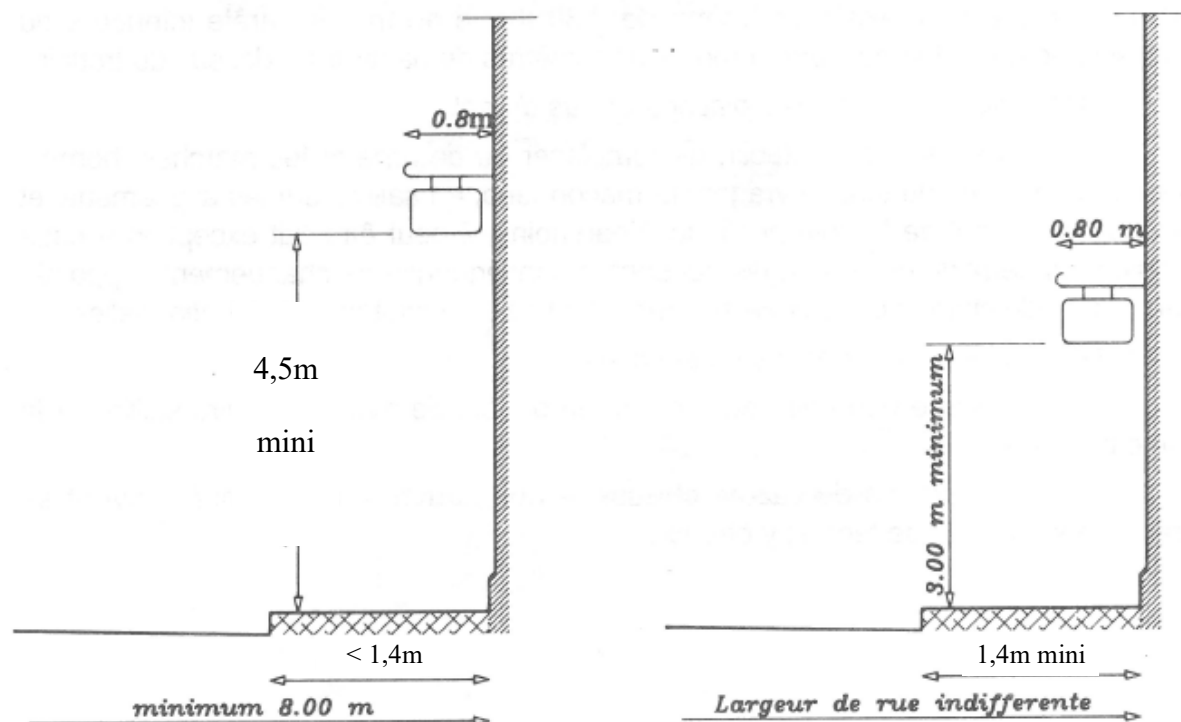 0.8m
4,5m
mini
< 1,4m
minimum 8.00 m
0.80 m
3.00 m minimum
1,4m mini
Largeur de rue indifferente